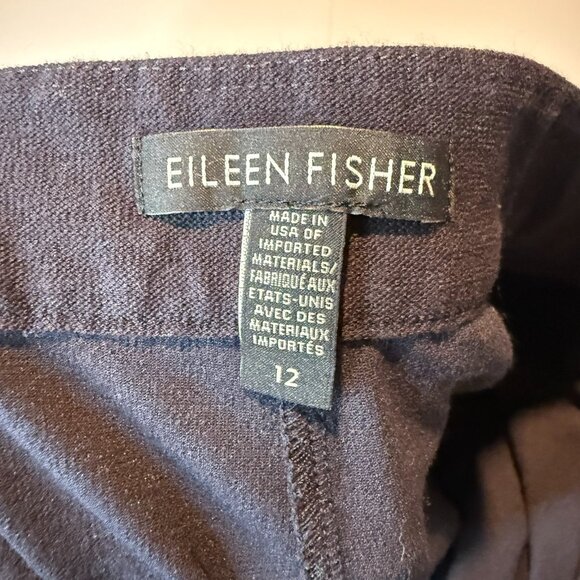 EILEEN FISHER
MADE IN
USA OF
IMPORTED
MATERIALS/
FABRIQUÉ AUX
ETATS-UNIS
AVEC DES
MATERIAUX
IMPORTÉS
12